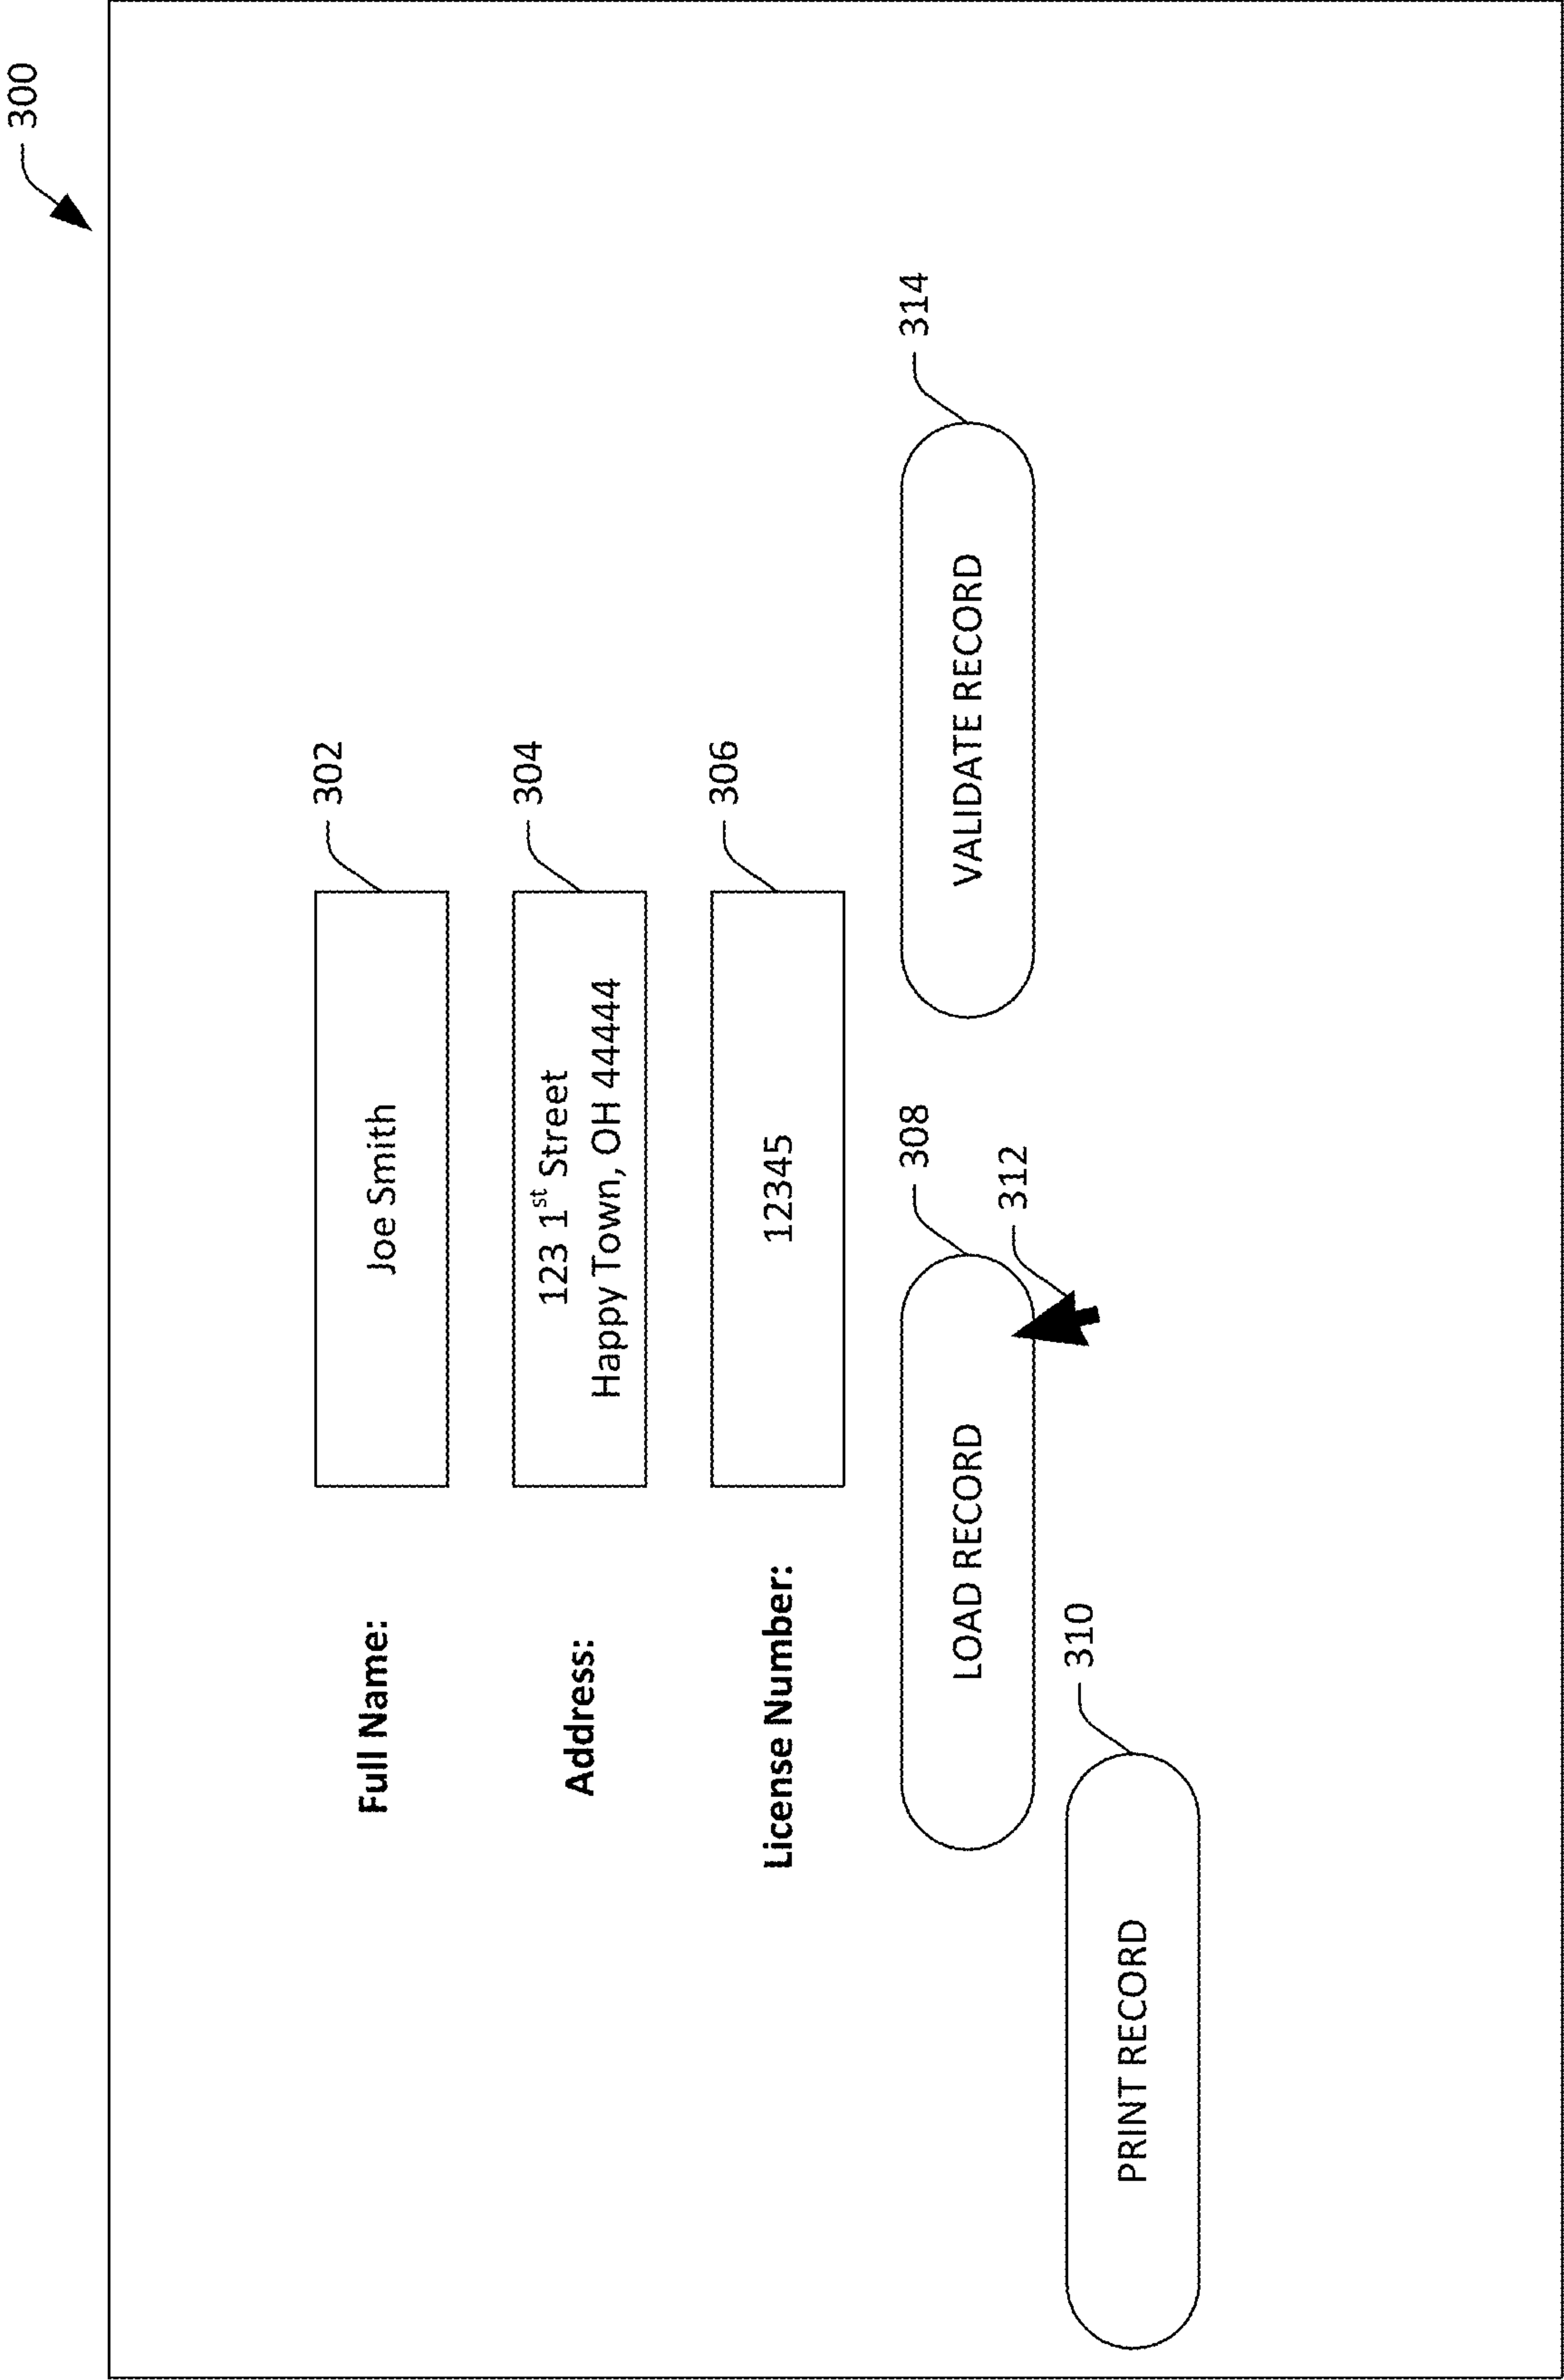 300
Full Name:
Joe Smith
302
Address:
123 1st Street
Happy Town, OH 44444
304
License Number:
12345
306
LOAD RECORD
308
VALIDATE RECORD
314
312
PRINT RECORD
310